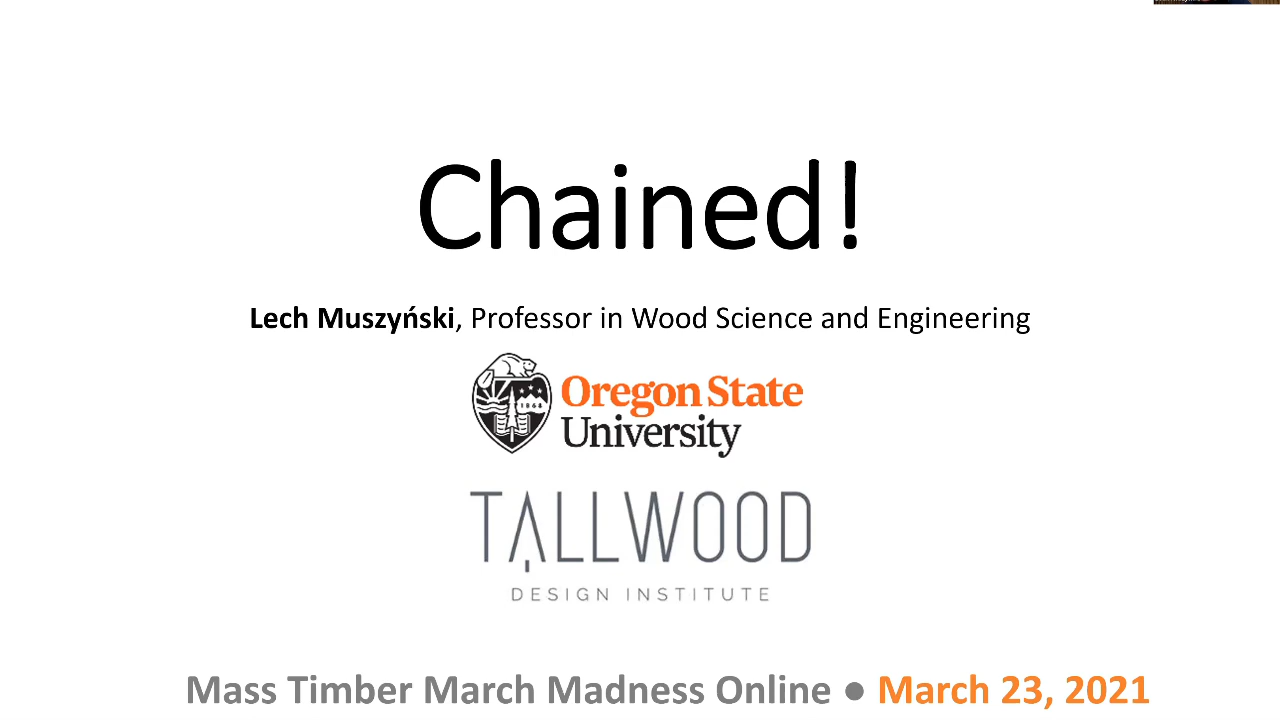 Chained!
Lech Muszyński, Professor in Wood Science and Engineering
1868
Oregon State
University
TALLWOOD
DESIGN INSTITUTE
Mass Timber March Madness Online ● March 23, 2021